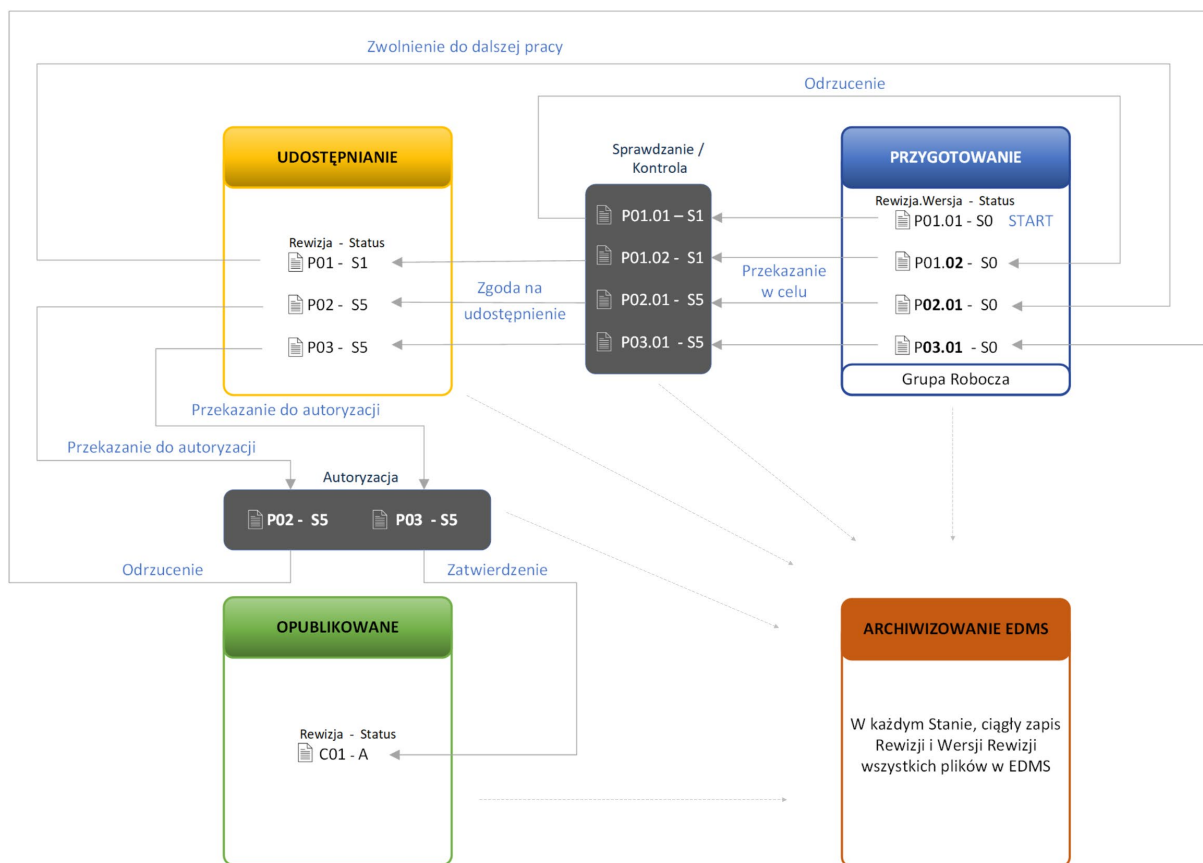 Zwolnienie do dalszej pracy
Odrzucenie
UDOSTĘPNIANIE
Rewizja - Status
P01 - S1
P02 - S5
P03 - S5
Zgoda na
udostępnienie
Sprawdzanie /
Kontrola
P01.01 – S1
P01.02 - S1
P02.01 - S5
P03.01 - S5
Przekazanie
w celu
PRZYGOTOWANIE
Rewizja.Wersja - Status
P01.01 - S0 START
P01.02 - S0
P02.01 - S0
P03.01 - S0
Grupa Robocza
Przekazanie do autoryzacji
Przekazanie do autoryzacji
Autoryzacja
P02 - S5 P03 - S5
Odrzucenie
Zatwierdzenie
OPUBLIKOWANE
Rewizja - Status
C01 - A
ARCHIWIZOWANIE EDMS
W każdym Stanie, ciągły zapis
Rewizji i Wersji Rewizji
wszystkich plików w EDMS